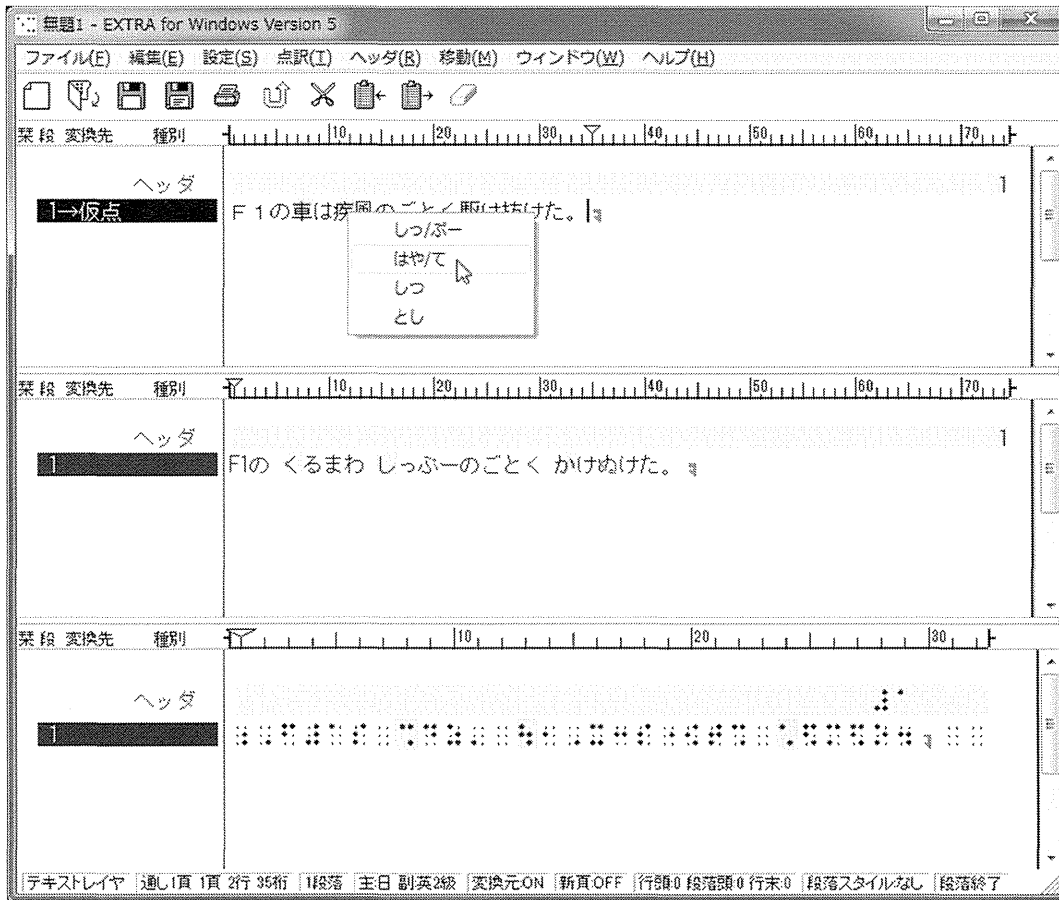 無題1 - EXTRA for Windows Version 5
ファイル(F) 編集(E) 設定(S) 点訳(T) ヘッダ(R) 移動(M) ウィンドウ(W) ヘルプ(H)
栞 段 変換先 種別 10 20 30 40 50 60 70
ヘッダ 1
1→仮点 F1の車は疾風のごとく駆け抜けた。
しっ/ぷー
はや/て
しつ
とし
栞 段 変換先 種別 10 20 30 40 50 60 70
ヘッダ 1
1 F1の くるまわ しっぷーのごとく かけぬけた。
栞 段 変換先 種別 10 20 30
ヘッダ ⠼⠁
1
テキストレイヤ 通し1頁 1頁 2行 35桁 1段落 主:日 副:英2級 変換元:ON 新頁:OFF 行頭:0 段落頭:0 行末:0 段落スタイル:なし 段落終了